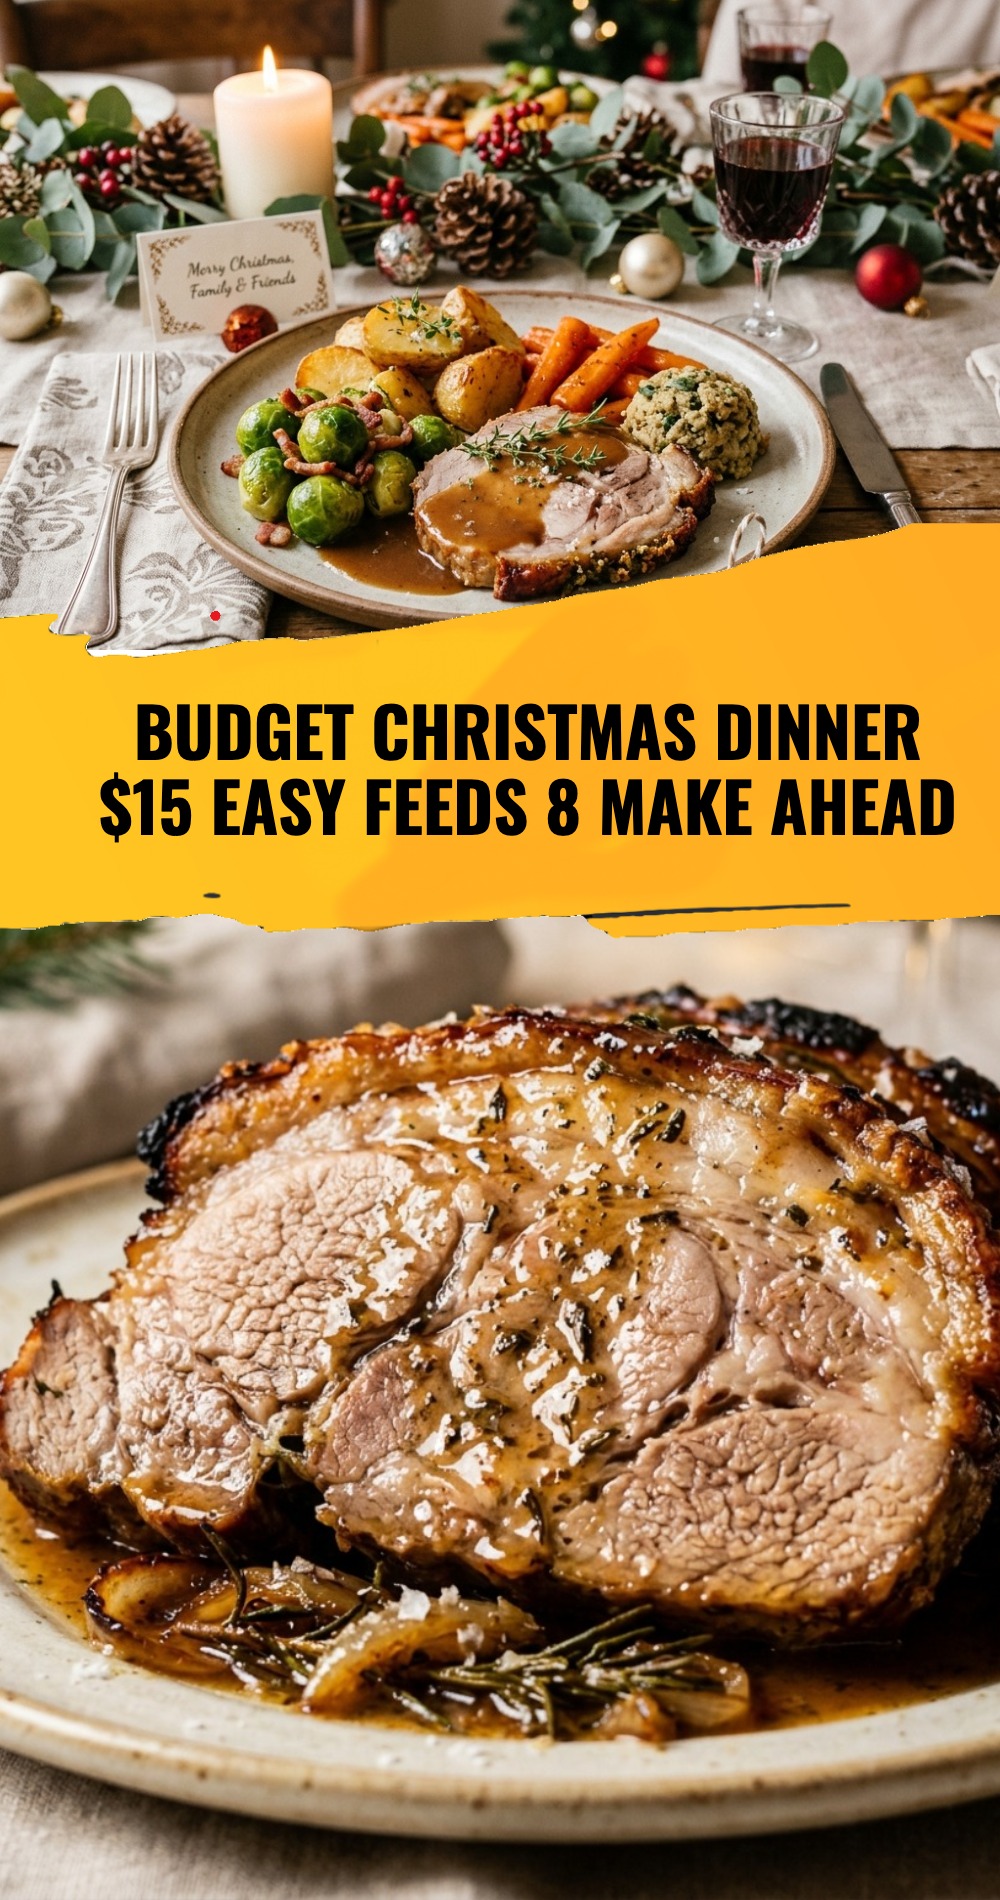 Merry Christmas,
Family & Friends
BUDGET CHRISTMAS DINNER
$15 EASY FEEDS 8 MAKE AHEAD